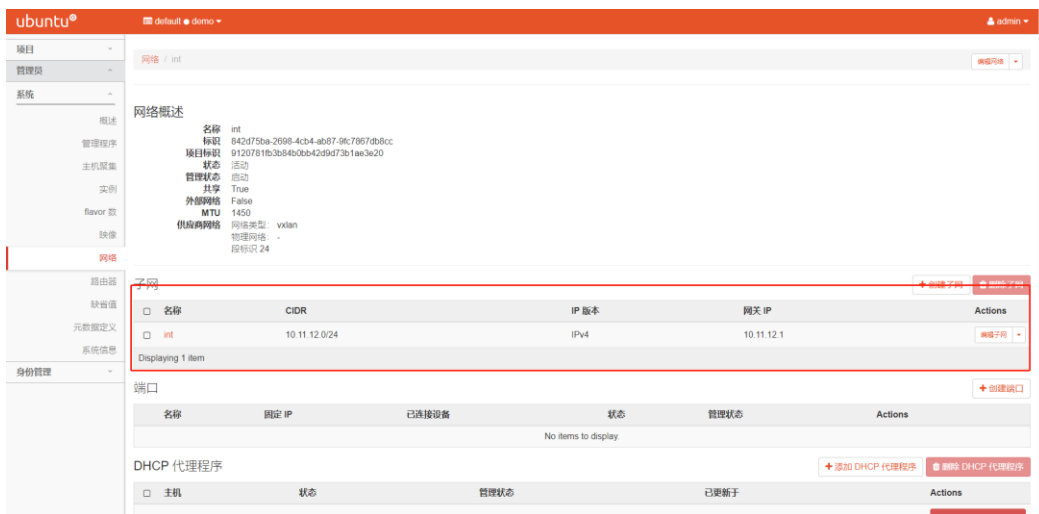 ubuntu®
default ● demo
admin
项目
管理员
系统
概述
管理程序
主机聚集
实例
flavor 数
映像
网络
路由器
缺省值
元数据定义
系统信息
身份管理
网络 / int
编辑网络
网络概述
名称 int
标识 842d75ba-2698-4cb4-ab87-9fc7867db8cc
项目标识 9120781fb3b84b0bb42d9d73b1ae3e20
状态 活动
管理状态 启动
共享 True
外部网络 False
MTU 1450
供应商网络 网络类型: vxlan
物理网络: -
段标识 24
子网
+创建子网 删除子网
名称 CIDR IP 版本 网关 IP Actions
int 10.11.12.0/24 IPv4 10.11.12.1 编辑子网
Displaying 1 item
端口
+创建端口
名称 固定 IP 已连接设备 状态 管理状态 Actions
No items to display.
DHCP 代理程序
+添加 DHCP 代理程序 删除 DHCP 代理程序
主机 状态 管理状态 已更新于 Actions